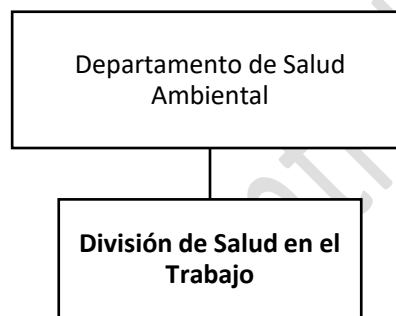 Departamento de Salud
Ambiental
División de Salud en el
Trabajo